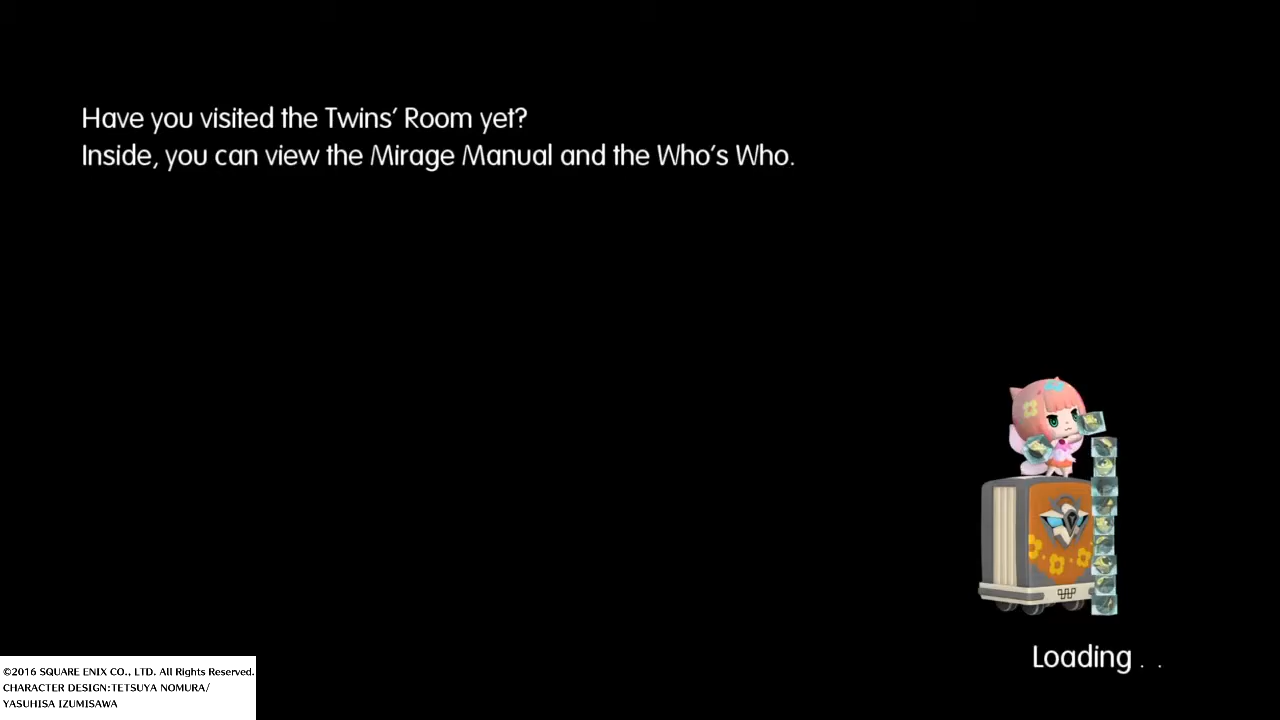 Have you visited the Twins' Room yet?
Inside, you can view the Mirage Manual and the Who's Who.
Loading . .
©2016 SQUARE ENIX CO., LTD. All Rights Reserved.
CHARACTER DESIGN:TETSUYA NOMURA/
YASUHISA IZUMISAWA